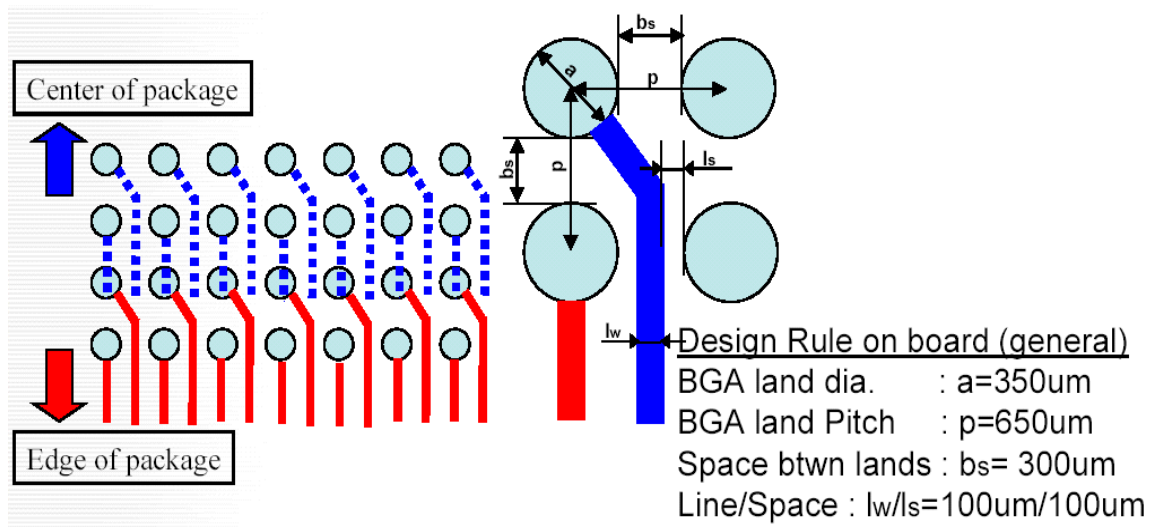 Center of package
Edge of package
bs
a
p
bs
p
ls
lw
Design Rule on board (general)
BGA land dia. : a=350um
BGA land Pitch : p=650um
Space btwn lands : bs= 300um
Line/Space : lw/ls=100um/100um